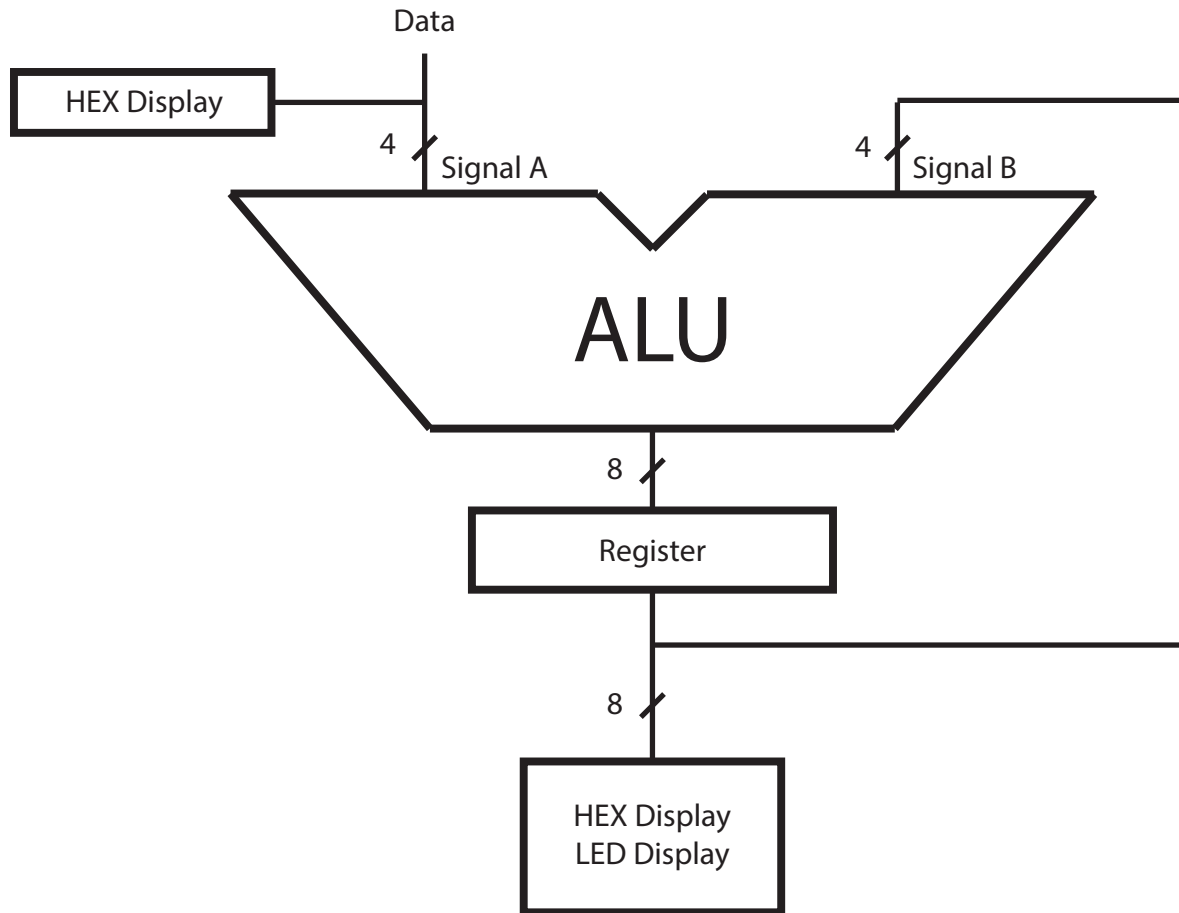 Data
HEX Display
4
Signal A
4
Signal B
ALU
8
Register
8
HEX Display
LED Display